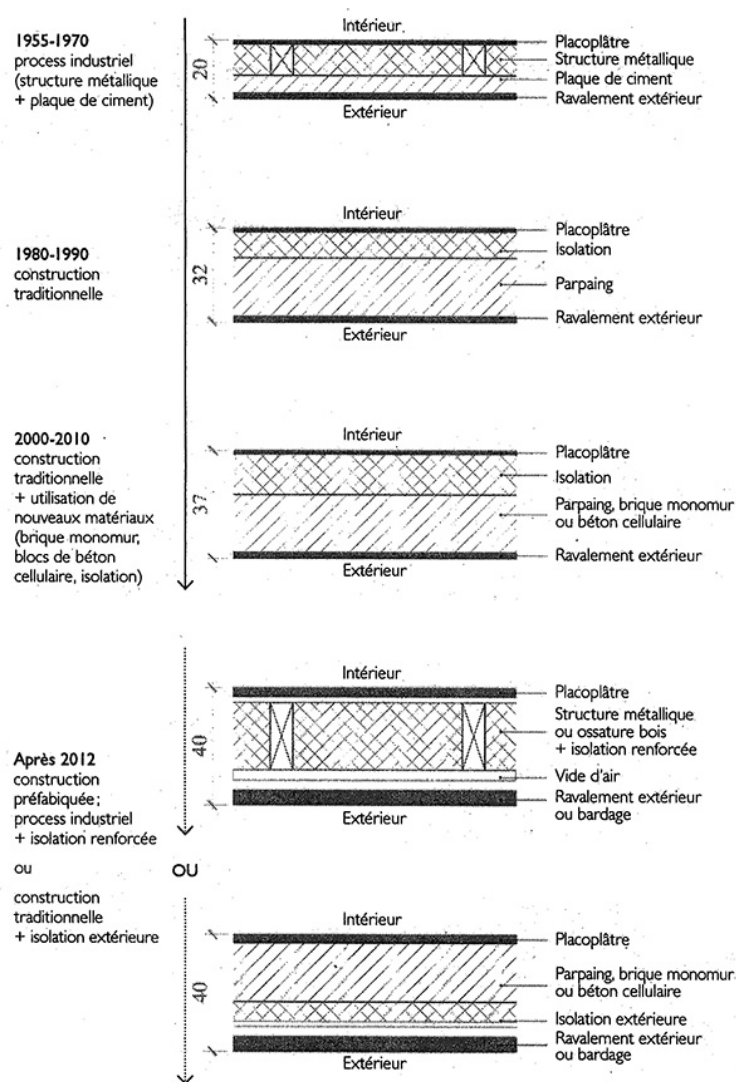 1955-1970
process industriel
(structure métallique
+ plaque de ciment)
20
Intérieur
Placoplâtre
Structure métallique
Plaque de ciment
Ravalement extérieur
Extérieur
1980-1990
construction
traditionnelle
32
Intérieur
Placoplâtre
Isolation
Parpaing
Ravalement extérieur
Extérieur
2000-2010
construction
traditionnelle
+ utilisation de
nouveaux matériaux
(brique monomur,
blocs de béton
cellulaire, isolation)
37
Intérieur
Placoplâtre
Isolation
Parpaing, brique monomur
ou béton cellulaire
Ravalement extérieur
Extérieur
Après 2012
construction
préfabiquée;
process industriel
+ isolation renforcée
ou
construction
traditionnelle
+ isolation extérieure
40
Intérieur
Placoplâtre
Structure métallique
ou ossature bois
+ isolation renforcée
Vide d'air
Ravalement extérieur
ou bardage
Extérieur
OU
40
Intérieur
Placoplâtre
Parpaing, brique monomur
ou béton cellulaire
Isolation extérieure
Ravalement extérieur
ou bardage
Extérieur